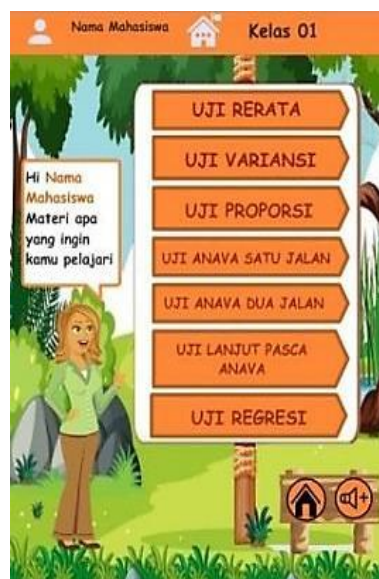 Nama Mahasiswa
Kelas 01
Hi Nama
Mahasiswa
Materi apa
yang ingin
kamu pelajari
UJI RERATA
UJI VARIANSI
UJI PROPORSI
UJI ANAVA SATU JALAN
UJI ANAVA DUA JALAN
UJI LANJUT PASCA
ANAVA
UJI REGRESI